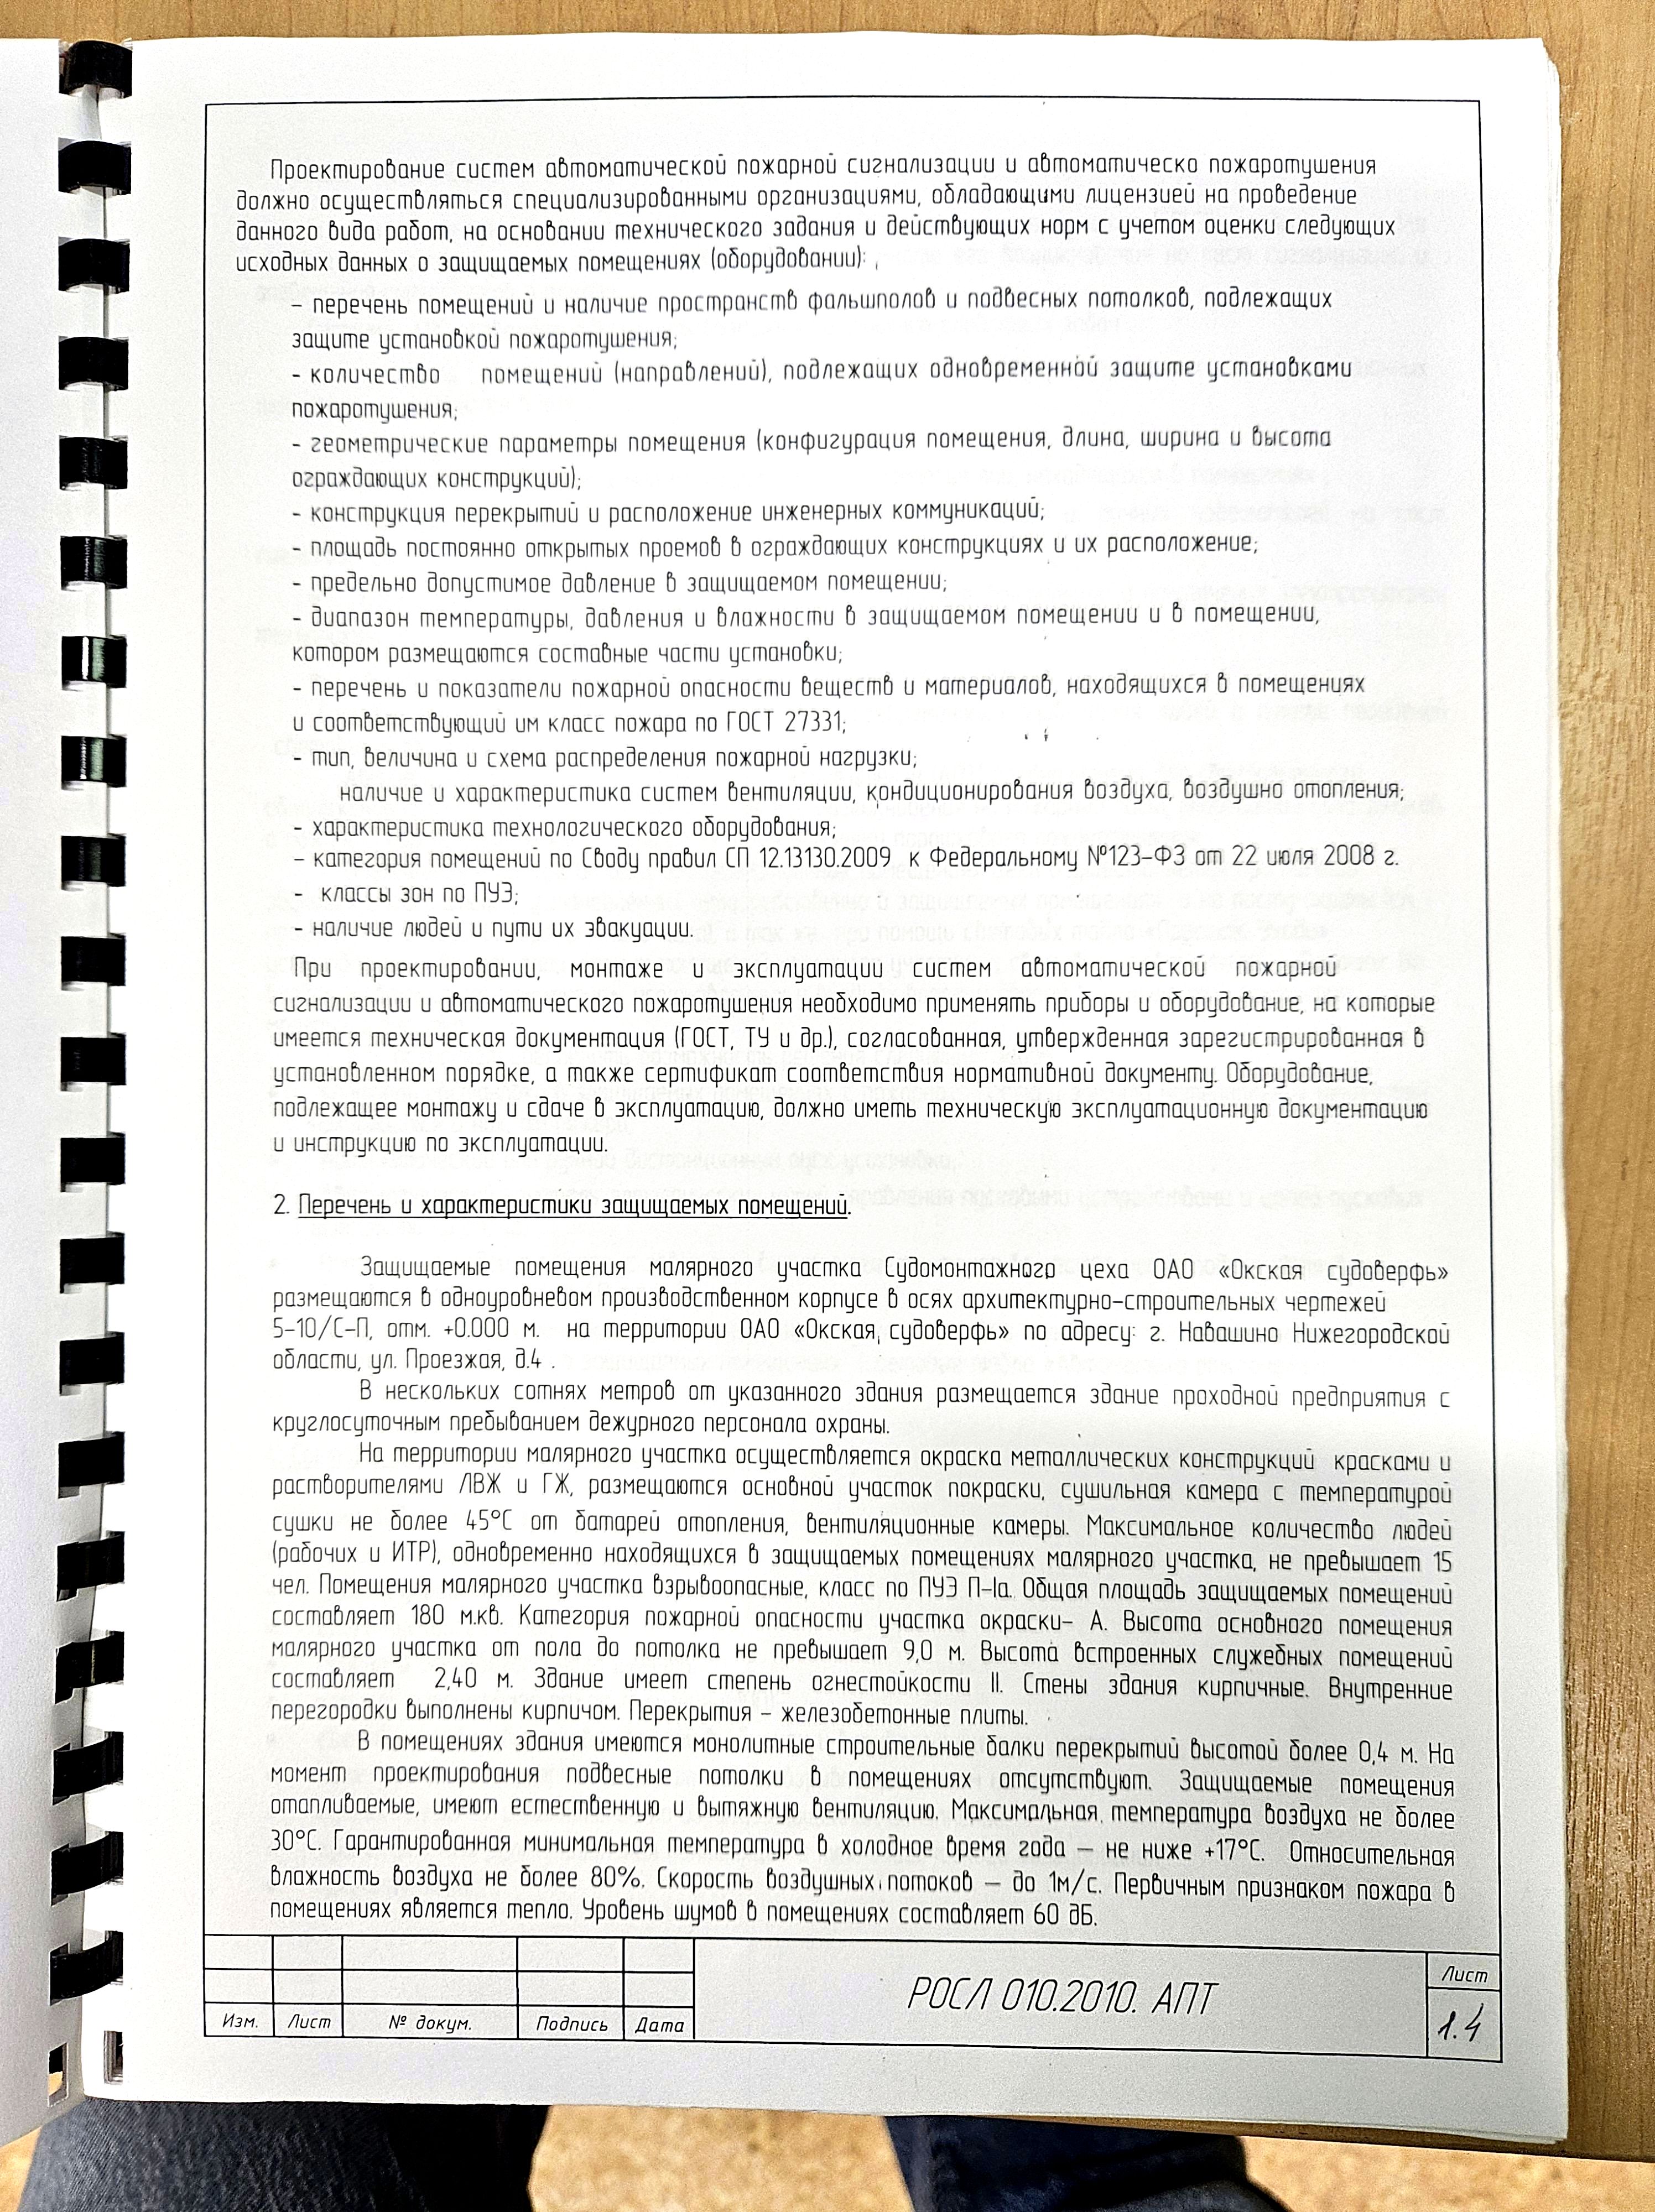 Проектирование систем автоматической пожарной сигнализации и автоматическо пожаротушения
должно осуществляться специализированными организациями, обладающими лицензией на проведение
данного вида работ, на основании технического задания и действующих норм с учетом оценки следующих
исходных данных о защищаемых помещениях (оборудовании):
– перечень помещений и наличие пространств фальшполов и подвесных потолков, подлежащих
защите установкой пожаротушения;
- количество помещений (направлений), подлежащих одновременной защите установками
пожаротушения;
- геометрические параметры помещения (конфигурация помещения, длина, ширина и высота
ограждающих конструкций);
- конструкция перекрытий и расположение инженерных коммуникаций;
- площадь постоянно открытых проемов в ограждающих конструкциях и их расположение;
- предельно допустимое давление в защищаемом помещении;
- диапазон температуры, давления и влажности в защищаемом помещении и в помещении,
котором размещаются составные части установки;
- перечень и показатели пожарной опасности веществ и материалов, находящихся в помещениях
и соответствующий им класс пожара по ГОСТ 27331;
- тип, величина и схема распределения пожарной нагрузки;
наличие и характеристика систем вентиляции, кондиционирования воздуха, воздушно отопления;
- характеристика технологического оборудования;
– категория помещений по Своду правил СП 12.13130.2009 к Федеральному №123-ФЗ от 22 июля 2008 г.
- классы зон по ПУЭ;
- наличие людей и пути их эвакуации.
При проектировании, монтаже и эксплуатации систем автоматической пожарной
сигнализации и автоматического пожаротушения необходимо применять приборы и оборудование, на которые
имеется техническая документация (ГОСТ, ТУ и др.), согласованная, утвержденная зарегистрированная в
установленном порядке, а также сертификат соответствия нормативной документу. Оборудование,
подлежащее монтажу и сдаче в эксплуатацию, должно иметь техническую эксплуатационную документацию
и инструкцию по эксплуатации.
2. Перечень и характеристики защищаемых помещений.
Защищаемые помещения малярного участка Судомонтажного цеха ОАО «Окская судоверфь»
размещаются в одноуровневом производственном корпусе в осях архитектурно-строительных чертежей
5-10/С-П, отм. +0.000 м. на территории ОАО «Окская судоверфь» по адресу: г. Навашино Нижегородской
области, ул. Проезжая, д.4 .
В нескольких сотнях метров от указанного здания размещается здание проходной предприятия с
круглосуточным пребыванием дежурного персонала охраны.
На территории малярного участка осуществляется окраска металлических конструкций красками и
растворителями ЛВЖ и ГЖ, размещаются основной участок покраски, сушильная камера с температурой
сушки не более 45°С от батарей отопления, вентиляционные камеры. Максимальное количество людей
(рабочих и ИТР), одновременно находящихся в защищаемых помещениях малярного участка, не превышает 15
чел. Помещения малярного участка взрывоопасные, класс по ПУЭ П-Iа. Общая площадь защищаемых помещений
составляет 180 м.кв. Категория пожарной опасности участка окраски- А. Высота основного помещения
малярного участка от пола до потолка не превышает 9,0 м. Высота встроенных служебных помещений
составляет 2,40 м. Здание имеет степень огнестойкости II. Стены здания кирпичные. Внутренние
перегородки выполнены кирпичом. Перекрытия – железобетонные плиты.
В помещениях здания имеются монолитные строительные балки перекрытий высотой более 0,4 м. На
момент проектирования подвесные потолки в помещениях отсутствуют. Защищаемые помещения
отапливаемые, имеют естественную и вытяжную вентиляцию. Максимальная температура воздуха не более
30°С. Гарантированная минимальная температура в холодное время года — не ниже +17°С. Относительная
влажность воздуха не более 80%. Скорость воздушных потоков — до 1м/с. Первичным признаком пожара в
помещениях является тепло. Уровень шумов в помещениях составляет 60 дБ.
Изм. Лист № докум. Подпись Дата
РОСЛ 010.2010. АПТ
Лист
1.4